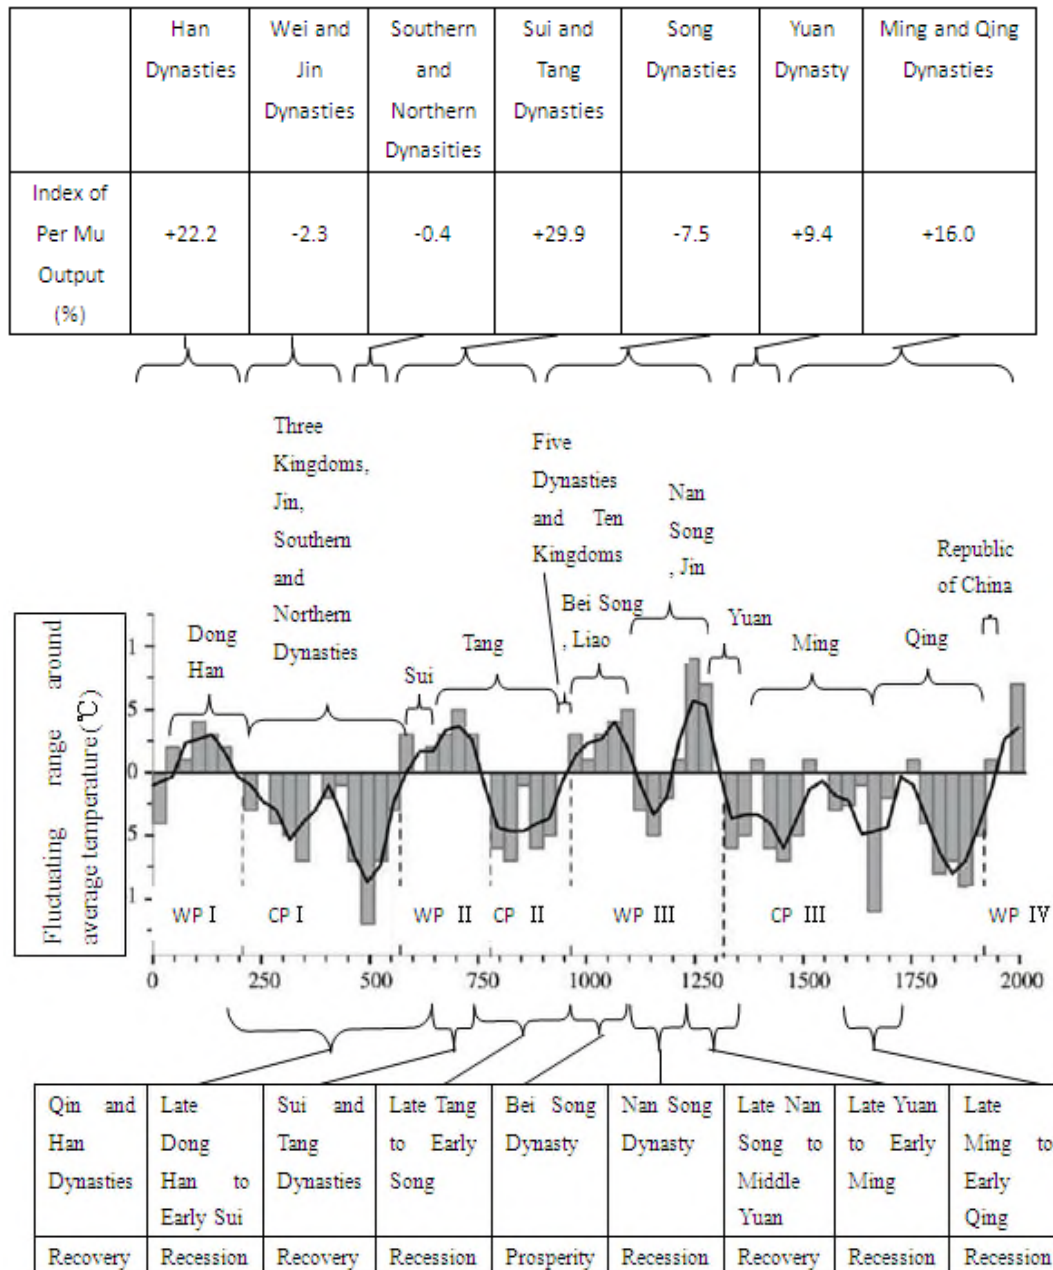 Han Dynasties
Wei and Jin Dynasties
Southern and Northern Dynasities
Sui and Tang Dynasties
Song Dynasties
Yuan Dynasty
Ming and Qing Dynasties
Index of Per Mu Output (%)
+22.2
-2.3
-0.4
+29.9
-7.5
+9.4
+16.0
Three
Kingdoms,
Jin,
Southern
and
Northern
Dynasties
Five
Dynasties
and Ten
Kingdoms
Nan
Song
, Jin
Republic
of China
Dong
Han
Sui
Tang
Bei Song
, Liao
Yuan
Ming
Qing
Fluduating range around
average temperature(℃)
1
5
0
5
1
WP I
CP I
WP II
CP II
WP III
CP III
WP IV
0 250 500 750 1000 1250 1500 1750 2000
Qin and Han Dynasties
Late Dong Han to Early Sui
Sui and Tang Dynasties
Late Tang to Early Song
Bei Song Dynasty
Nan Song Dynasty
Late Nan Song to Middle Yuan
Late Yuan to Early Ming
Late Ming to Early Qing
Recovery
Recession
Recovery
Recession
Prosperity
Recession
Recovery
Recession
Recession